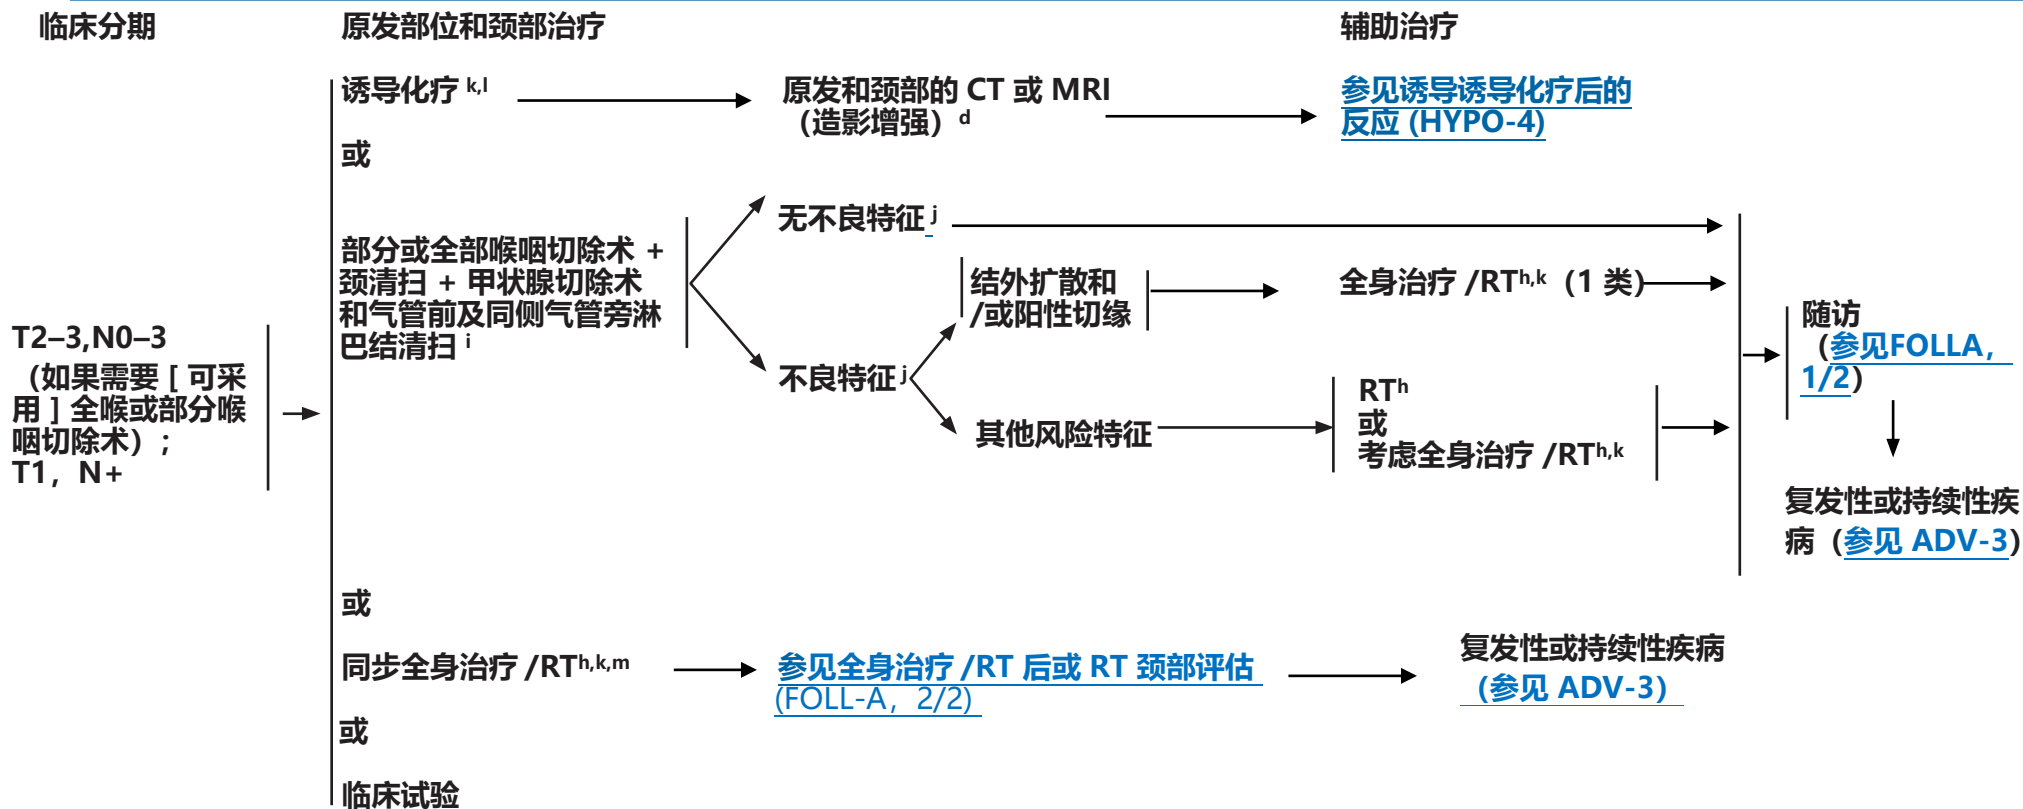 临床分期
原发部位和颈部治疗
辅助治疗
诱导化疗 k,l
原发和颈部的 CT 或 MRI
（造影增强）d
参见诱导诱导化疗后的
反应 (HYPO-4)
或
部分或全部喉咽切除术 +
颈清扫 + 甲状腺切除术
和气管前及同侧气管旁淋
巴结清扫 i
无不良特征 j
不良特征 j
结外扩散和
/或阳性切缘
全身治疗 /RTh,k（1 类）
其他风险特征
RTh
或
考虑全身治疗 /RTh,k
T2–3,N0–3
（如果需要 [ 可采
用 ] 全喉或部分喉
咽切除术）;
T1，N+
随访
（参见FOLLA，
1/2）
复发性或持续性疾
病（参见 ADV-3）
或
同步全身治疗 /RTh,k,m
参见全身治疗 /RT 后或 RT 颈部评估
(FOLL-A，2/2)
复发性或持续性疾病
（参见 ADV-3）
或
临床试验